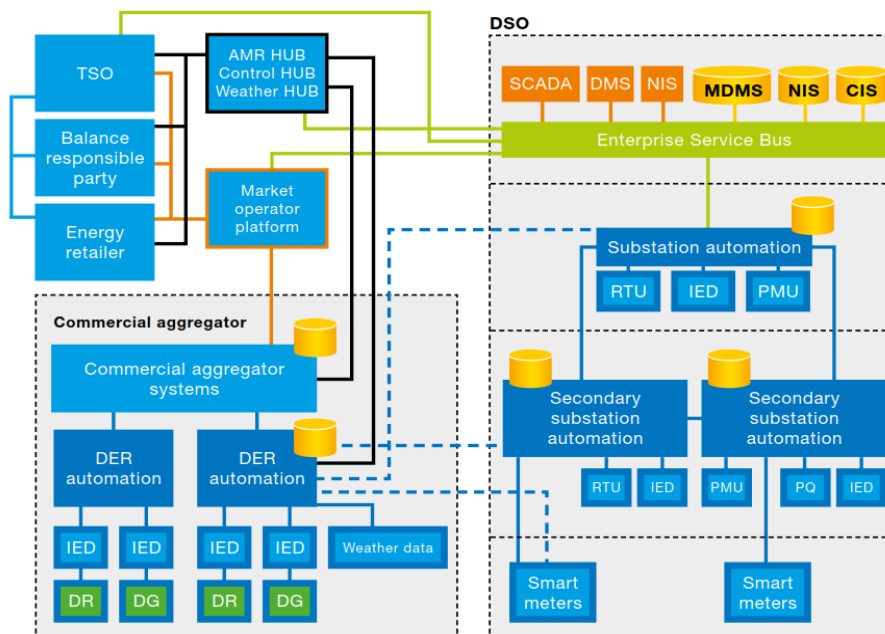 DSO
TSO
AMR HUB
Control HUB
Weather HUB
SCADA
DMS
NIS
MDMS
NIS
CIS
Enterprise Service Bus
Balance
responsible
party
Market
operator
platform
Energy
retailer
Substation automation
RTU
IED
PMU
Commercial aggregator
Commercial aggregator
systems
Secondary
substation
automation
Secondary
substation
automation
DER
automation
DER
automation
RTU
IED
PMU
PQ
IED
IED
IED
IED
IED
Weather data
DR
DG
DR
DG
Smart
meters
Smart
meters